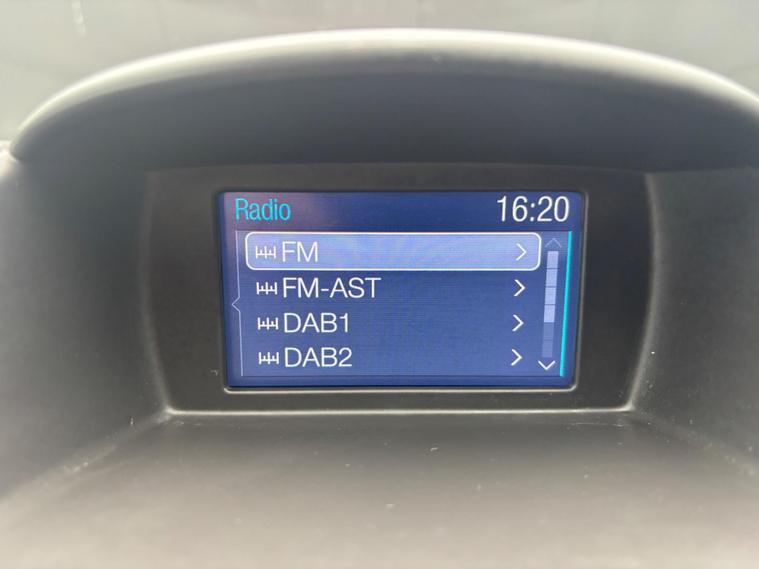 Radio 16:20
FM
FM-AST
DAB1
DAB2